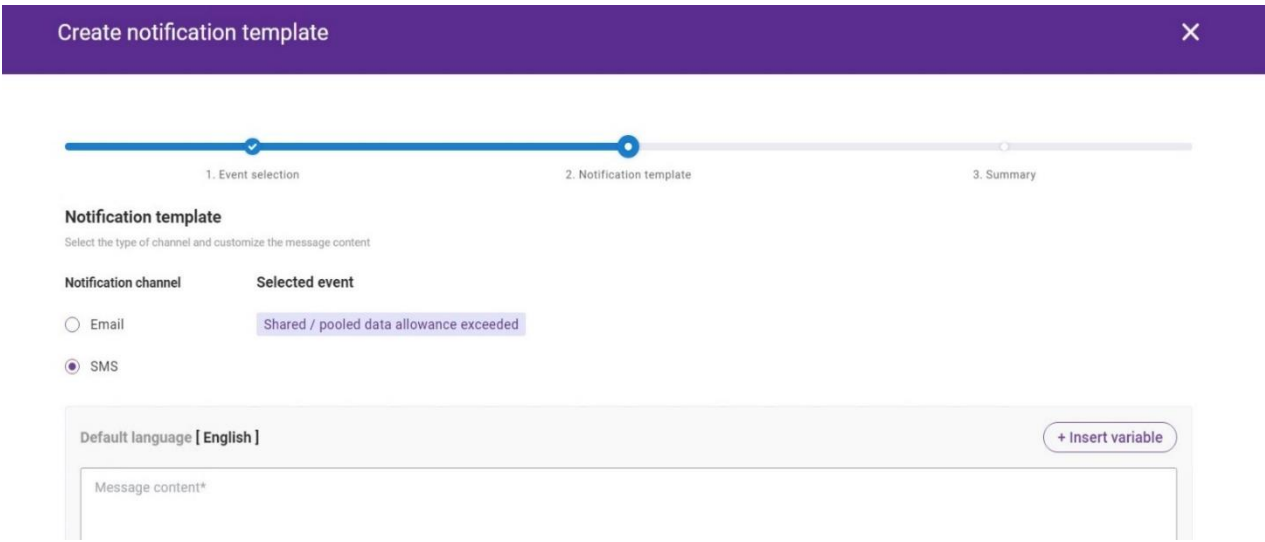 Create notification template
1. Event selection
2. Notification template
3. Summary
Notification template
Select the type of channel and customize the message content
Notification channel
Selected event
Email
Shared / pooled data allowance exceeded
SMS
Default language [ English ]
+ Insert variable
Message content*